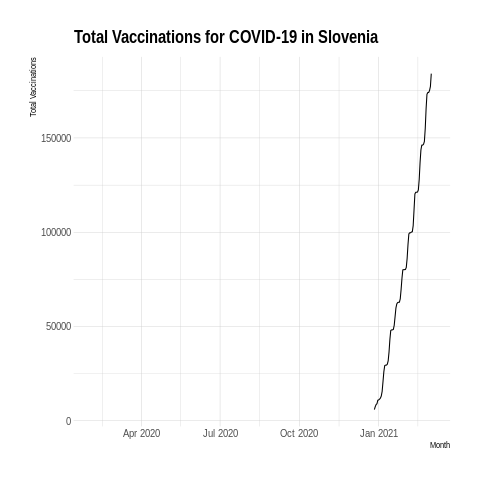 Total Vaccinations for COVID-19 in Slovenia
Total Vaccinations
150000
100000
50000
0
Apr 2020 Jul 2020 Oct 2020 Jan 2021
Month